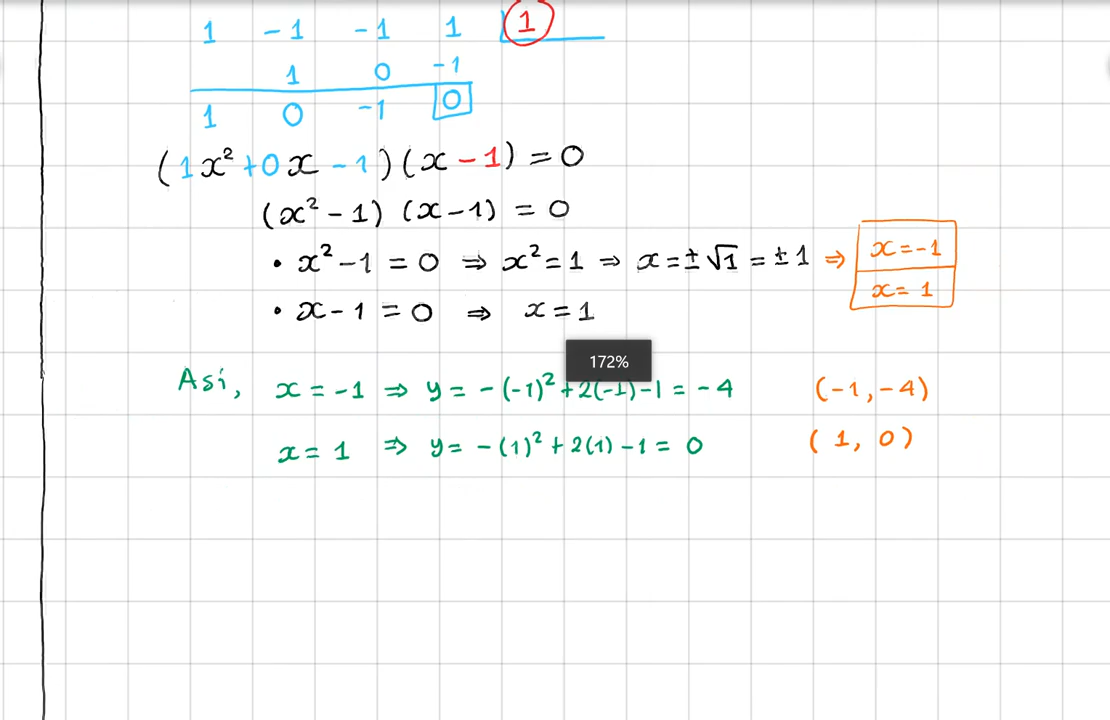 1 -1 -1 1 1
1 0 -1
1 0 -1 0
(1x²+0x-1)(x-1)=0
(x²-1)(x-1)=0
• x²-1=0 ⇒ x²=1 ⇒ x=±√1=±1 ⇒ x=-1
x=1
• x-1=0 ⇒ x=1
172%
Así, x=-1 ⇒ y=-(-1)²+2(-1)-1=-4 (-1,-4)
x=1 ⇒ y=-(1)²+2(1)-1=0 (1,0)